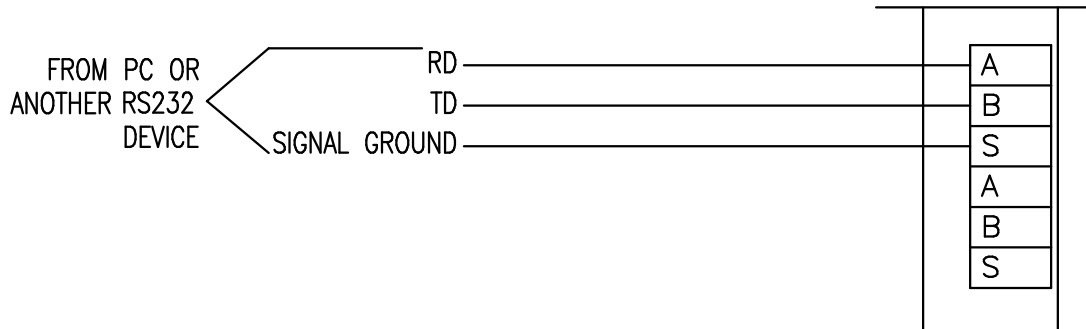 FROM PC OR
ANOTHER RS232
DEVICE
RD
TD
SIGNAL GROUND
A
B
S
A
B
S